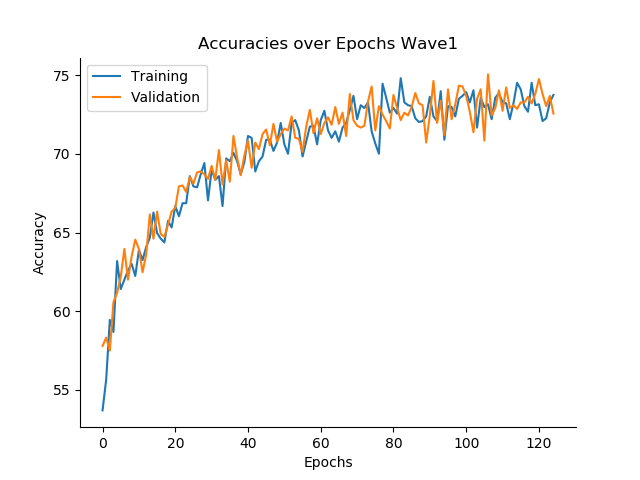 Accuracies over Epochs Wave1
Training
Validation
75
70
65
60
55
Accuracy
0 20 40 60 80 100 120
Epochs